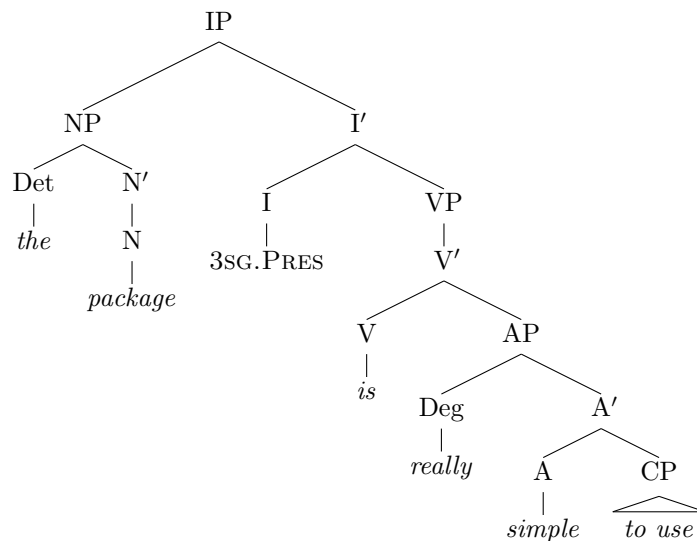 IP
NP I′
Det N′ I VP
the N 3SG.PRES V′
package
V AP
is Deg A′
really A CP
simple to use